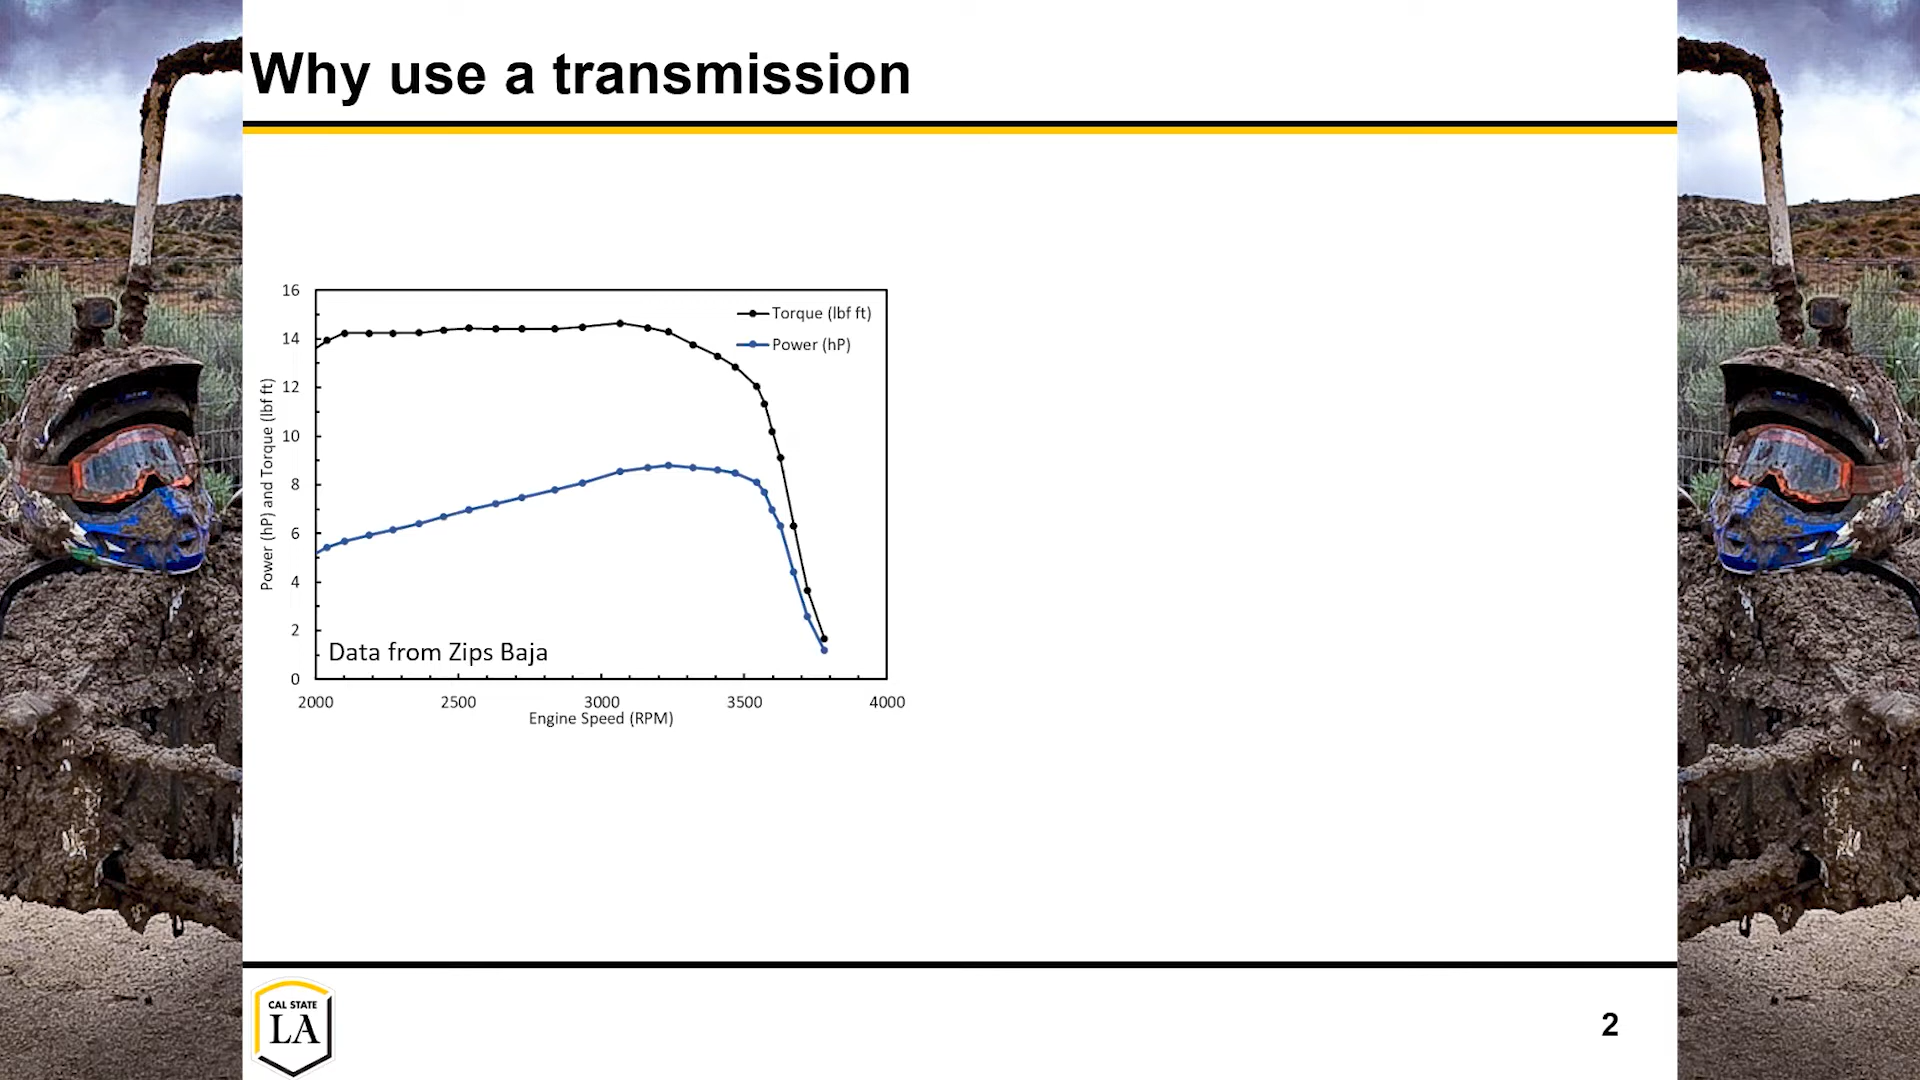 Why use a transmission
16
14
12
10
8
6
4
2
0
Power (hP) and Torque (lbf ft)
Torque (lbf ft)
Power (hP)
Data from Zips Baja
2000 2500 3000 3500 4000
Engine Speed (RPM)
CAL STATE
LA
2